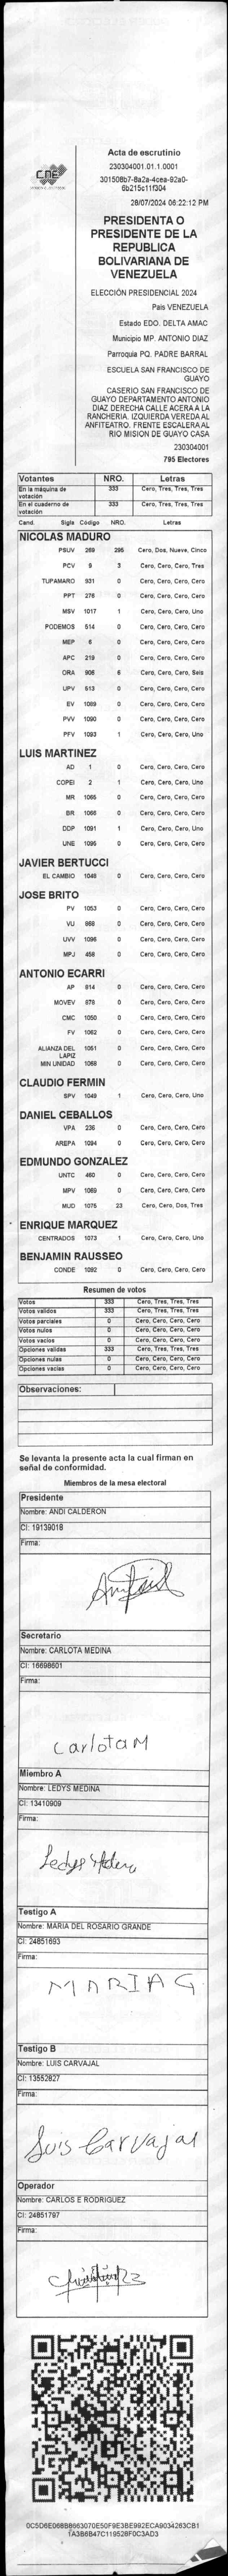 CNE
Acta de escrutinio
230304001.01.1.0001
301508b7-8a2a-4cea-92a0-
6b215c11f304
28/07/2024 06:22:12 PM
PRESIDENTA O
PRESIDENTE DE LA
REPUBLICA
BOLIVARIANA DE
VENEZUELA
ELECCIÓN PRESIDENCIAL 2024
Pais VENEZUELA
Estado EDO. DELTA AMAC
Municipio MP. ANTONIO DIAZ
Parroquia PQ. PADRE BARRAL
ESCUELA SAN FRANCISCO DE
GUAYO
CASERIO SAN FRANCISCO DE
GUAYO DEPARTAMENTO ANTONIO
DIAZ DERECHA CALLE ACERA A LA
RANCHERIA. IZQUIERDA VEREDA AL
ANFITEATRO. FRENTE ESCALERA AL
RIO MISION DE GUAYO CASA
230304001
795 Electores
Votantes NRO. Letras
En la máquina de votación 333 Cero, Tres, Tres, Tres
En el cuaderno de votación 333 Cero, Tres, Tres, Tres
Cand. Sigla Código NRO. Letras
NICOLAS MADURO
PSUV 269 295 Cero, Dos, Nueve, Cinco
PCV 9 3 Cero, Cero, Cero, Tres
TUPAMARO 931 0 Cero, Cero, Cero, Cero
PPT 276 0 Cero, Cero, Cero, Cero
MSV 1017 1 Cero, Cero, Cero, Uno
PODEMOS 514 0 Cero, Cero, Cero, Cero
MEP 6 0 Cero, Cero, Cero, Cero
APC 219 0 Cero, Cero, Cero, Cero
ORA 906 6 Cero, Cero, Cero, Seis
UPV 513 0 Cero, Cero, Cero, Cero
EV 1089 0 Cero, Cero, Cero, Cero
PVV 1090 0 Cero, Cero, Cero, Cero
PFV 1093 1 Cero, Cero, Cero, Uno
LUIS MARTINEZ
AD 1 0 Cero, Cero, Cero, Cero
COPEI 2 1 Cero, Cero, Cero, Uno
MR 1065 0 Cero, Cero, Cero, Cero
BR 1066 0 Cero, Cero, Cero, Cero
DDP 1091 1 Cero, Cero, Cero, Uno
UNE 1095 0 Cero, Cero, Cero, Cero
JAVIER BERTUCCI
EL CAMBIO 1048 0 Cero, Cero, Cero, Cero
JOSE BRITO
PV 1053 0 Cero, Cero, Cero, Cero
VU 868 0 Cero, Cero, Cero, Cero
UVV 1096 0 Cero, Cero, Cero, Cero
MPJ 458 0 Cero, Cero, Cero, Cero
ANTONIO ECARRI
AP 914 0 Cero, Cero, Cero, Cero
MOVEV 878 0 Cero, Cero, Cero, Cero
CMC 1050 0 Cero, Cero, Cero, Cero
FV 1062 0 Cero, Cero, Cero, Cero
ALIANZA DEL LAPIZ 1051 0 Cero, Cero, Cero, Cero
MIN UNIDAD 1088 0 Cero, Cero, Cero, Cero
CLAUDIO FERMIN
SPV 1049 1 Cero, Cero, Cero, Uno
DANIEL CEBALLOS
VPA 236 0 Cero, Cero, Cero, Cero
AREPA 1094 0 Cero, Cero, Cero, Cero
EDMUNDO GONZALEZ
UNTC 460 0 Cero, Cero, Cero, Cero
MPV 1069 0 Cero, Cero, Cero, Cero
MUD 1075 23 Cero, Cero, Dos, Tres
ENRIQUE MARQUEZ
CENTRADOS 1073 1 Cero, Cero, Cero, Uno
BENJAMIN RAUSSEO
CONDE 1092 0 Cero, Cero, Cero, Cero
Resumen de votos
Votos 333 Cero, Tres, Tres, Tres
Votos validos 333 Cero, Tres, Tres, Tres
Votos parciales 0 Cero, Cero, Cero, Cero
Votos nulos 0 Cero, Cero, Cero, Cero
Votos vacios 0 Cero, Cero, Cero, Cero
Opciones validas 333 Cero, Tres, Tres, Tres
Opciones nulas 0 Cero, Cero, Cero, Cero
Opciones vacias 0 Cero, Cero, Cero, Cero
Observaciones:
Se levanta la presente acta la cual firman en
señal de conformidad.
Miembros de la mesa electoral
Presidente
Nombre: ANDI CALDERON
CI: 19139018
Firma:
Secretario
Nombre: CARLOTA MEDINA
CI: 16698601
Firma:
Carlota M
Miembro A
Nombre: LEDYS MEDINA
CI: 13410909
Firma:
Ledys Medina
Testigo A
Nombre: MARIA DEL ROSARIO GRANDE
CI: 24851693
Firma:
MARIA G
Testigo B
Nombre: LUIS CARVAJAL
CI: 13552827
Firma:
Luis Carvajal
Operador
Nombre: CARLOS E RODRIGUEZ
CI: 24851797
Firma:
0C5D6E068B8663070E50F9E3BE992ECA9034263CB1
1A3B6B47C119528F0C3AD3